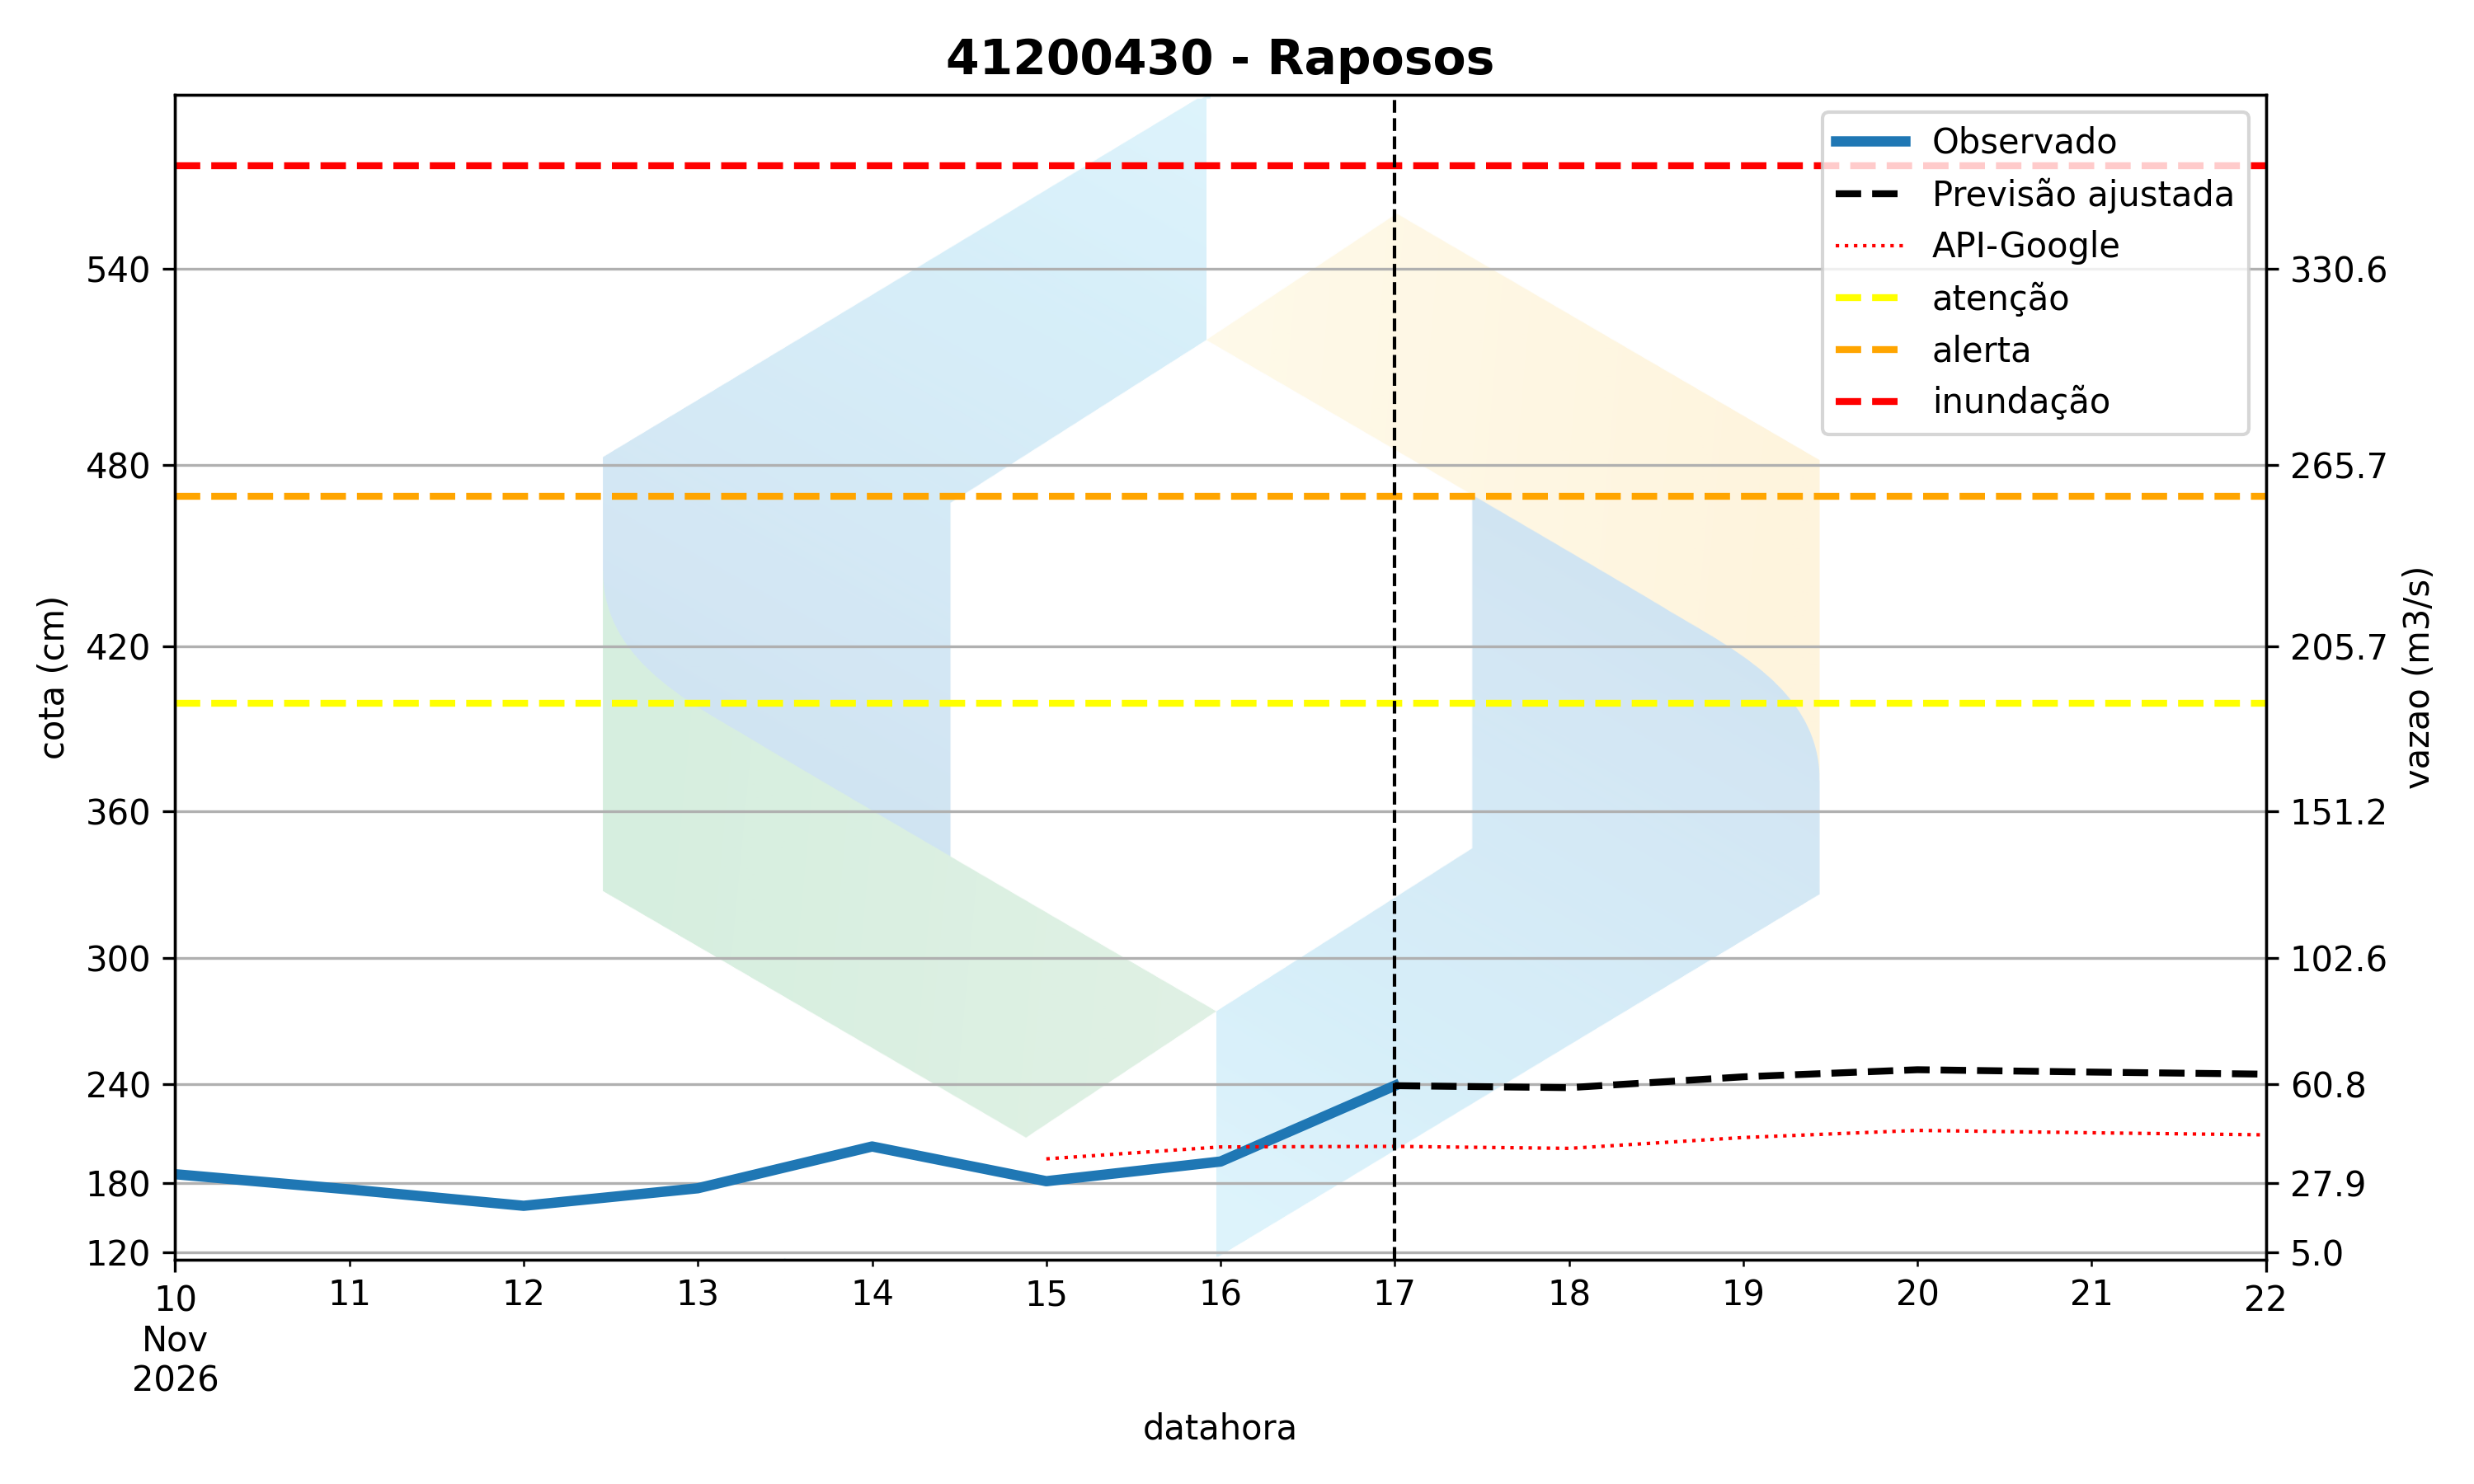 41200430 - Raposos
Observado
Previsão ajustada
API-Google
atenção
alerta
inundação
540
480
420
360
300
240
180
120
cota (cm)
330.6
265.7
205.7
151.2
102.6
60.8
27.9
5.0
vazao (m3/s)
10 11 12 13 14 15 16 17 18 19 20 21 22
Nov
2026
datahora